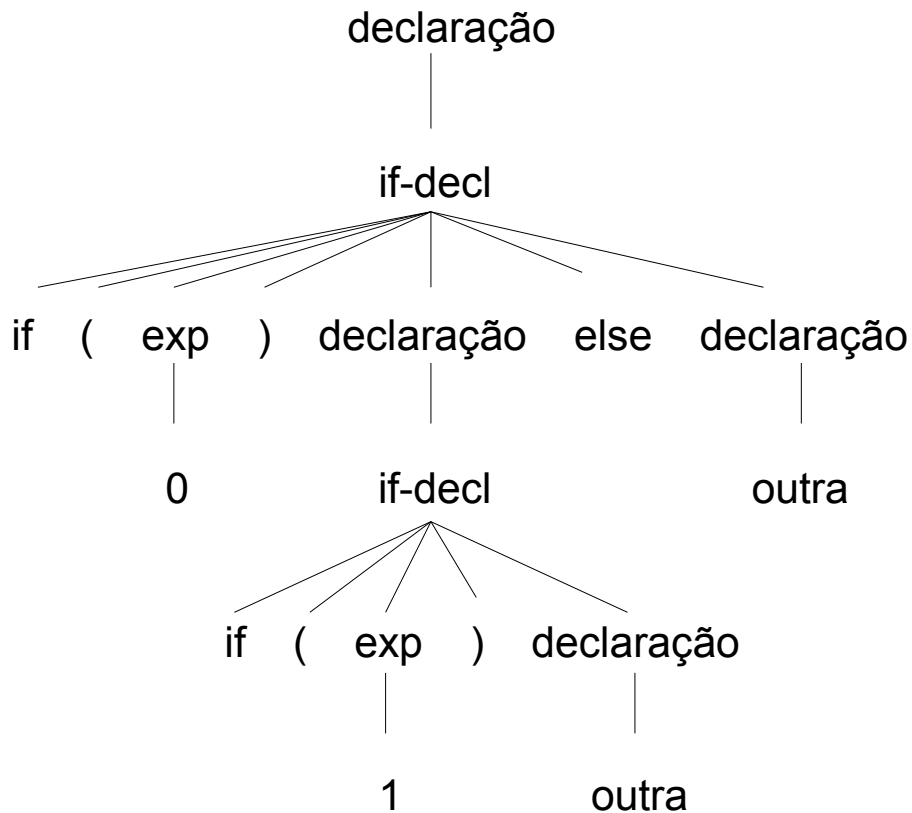 declaração
if-decl
if ( exp ) declaração else declaração
0 if-decl outra
if ( exp ) declaração
1 outra